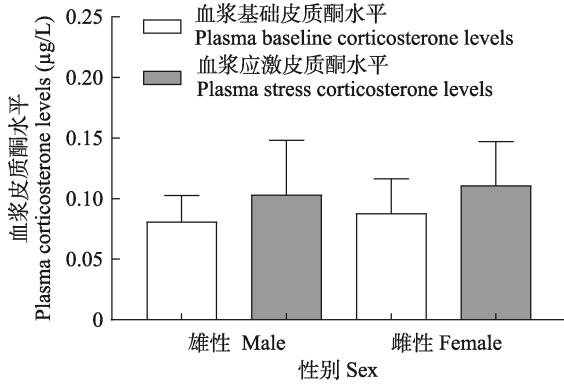 血浆基础皮质酮水平
Plasma baseline corticosterone levels
血浆应激皮质酮水平
Plasma stress corticosterone levels
血浆皮质酮水平
Plasma corticosterone levels (μg/L)
0.25
0.20
0.15
0.10
0.05
0
雄性 Male
雌性 Female
性别 Sex